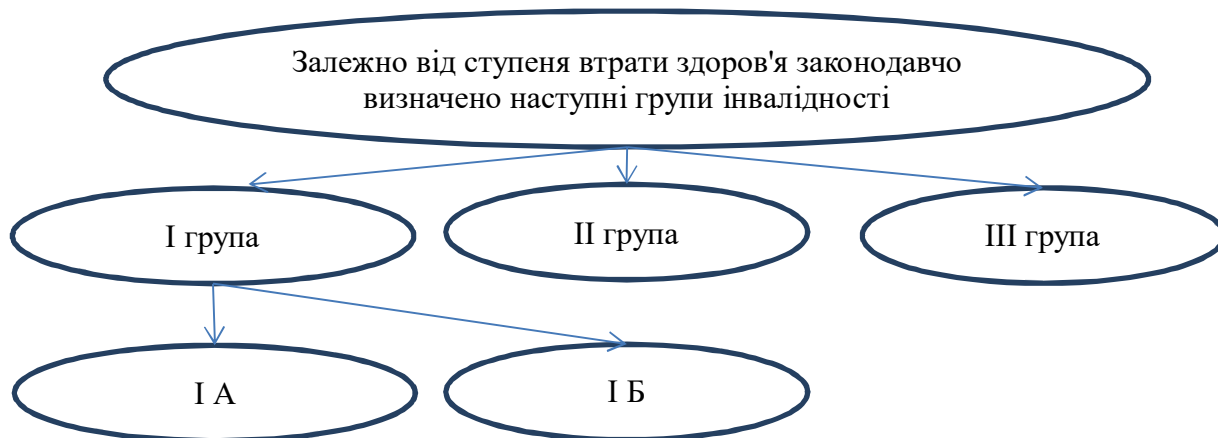 Залежно від ступеня втрати здоров'я законодавчо
визначено наступні групи інвалідності
І група
ІІ група
ІІІ група
І А
І Б